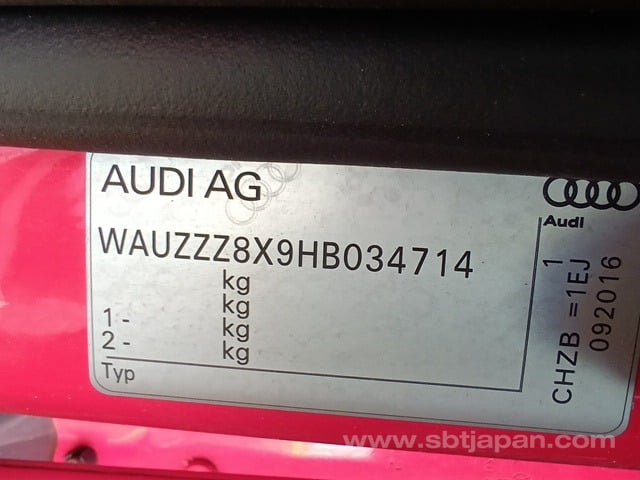 AUDI AG
WAUZZZ8X9HB034714
kg
kg
1 - kg
2 - kg
Typ
Audi
CHZB =1EJ 1
092016
www.sbtjapan.com